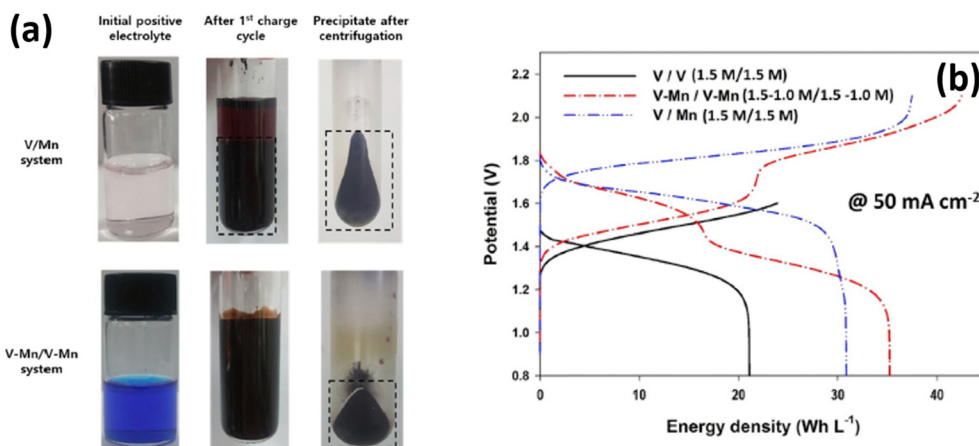 (a)
Initial positive
electrolyte
After 1st charge
cycle
Precipitate after
centrifugation
V/Mn
system
V-Mn/V-Mn
system
(b)
V / V (1.5 M/1.5 M)
V-Mn / V-Mn (1.5-1.0 M/1.5 -1.0 M)
V / Mn (1.5 M/1.5 M)
@ 50 mA cm-2
Potential (V)
2.2
2.0
1.8
1.6
1.4
1.2
1.0
0.8
0
10
20
30
40
Energy density (Wh L-1)